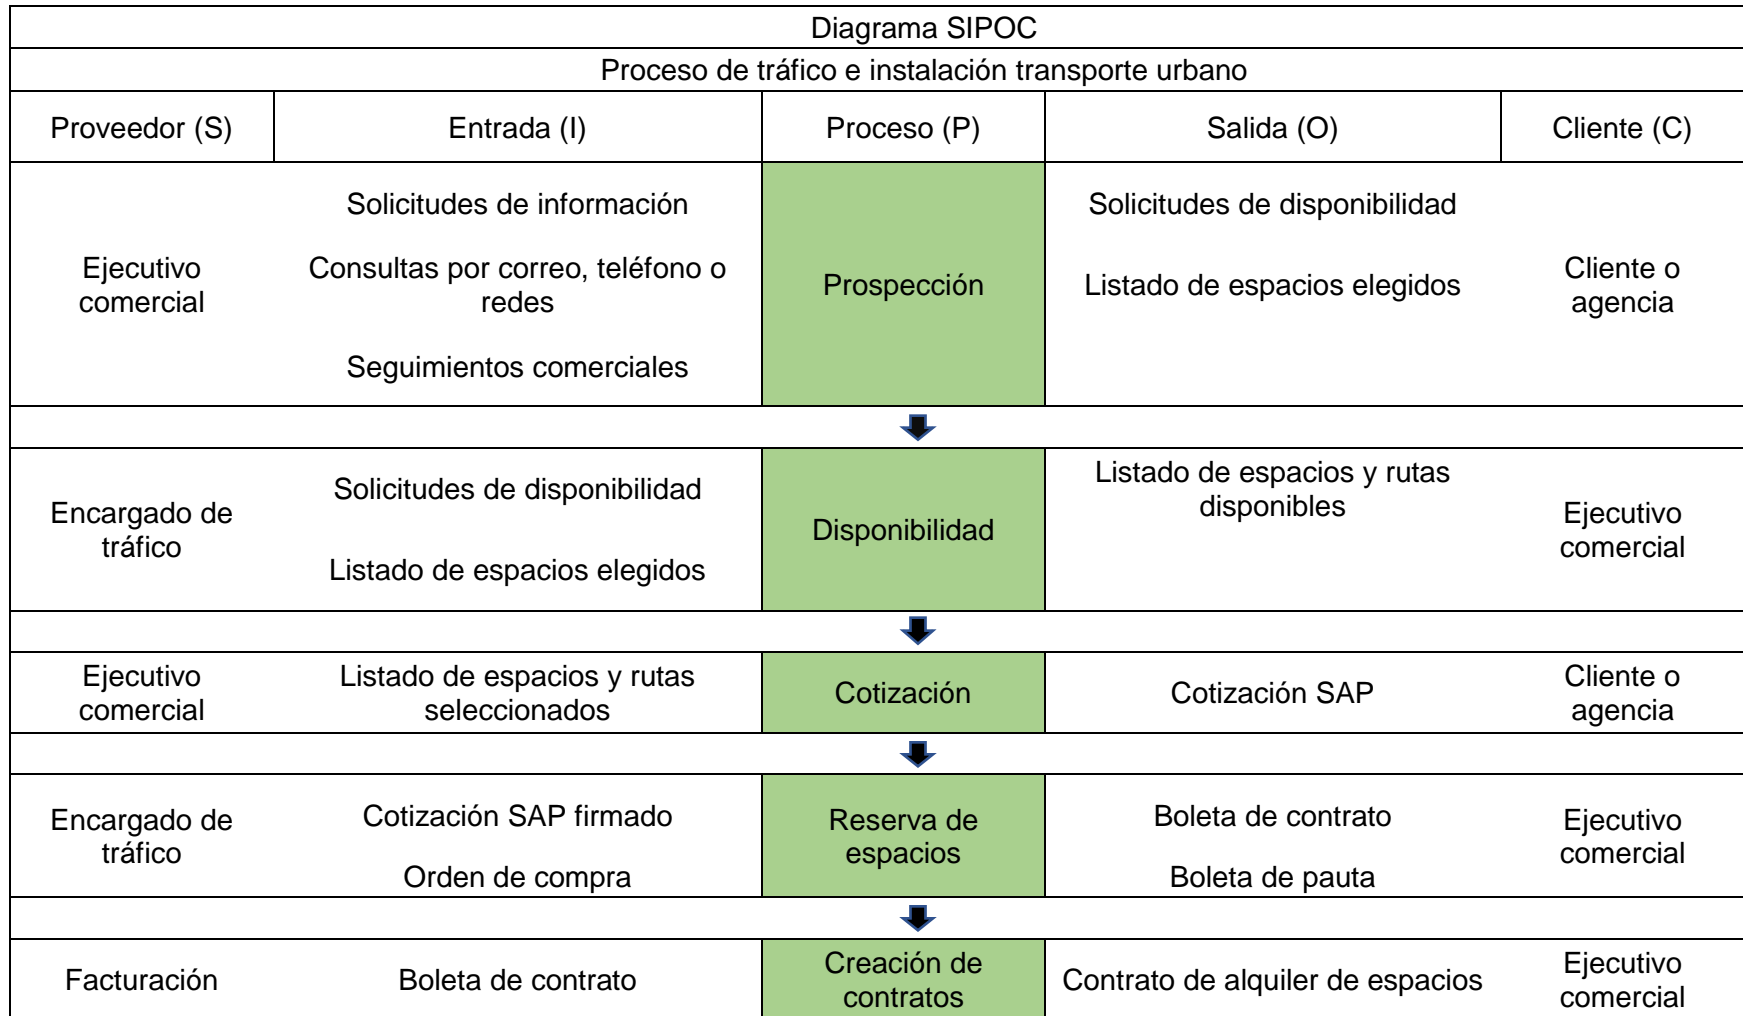 Diagrama SIPOC
Proceso de tráfico e instalación transporte urbano
Proveedor (S)
Entrada (I)
Proceso (P)
Salida (O)
Cliente (C)
Ejecutivo
comercial
Solicitudes de información
Consultas por correo, teléfono o
redes
Seguimientos comerciales
Prospección
Solicitudes de disponibilidad
Listado de espacios elegidos
Cliente o
agencia
Encargado de
tráfico
Solicitudes de disponibilidad
Listado de espacios elegidos
Disponibilidad
Listado de espacios y rutas
disponibles
Ejecutivo
comercial
Ejecutivo
comercial
Listado de espacios y rutas
seleccionados
Cotización
Cotización SAP
Cliente o
agencia
Encargado de
tráfico
Cotización SAP firmado
Orden de compra
Reserva de
espacios
Boleta de contrato
Boleta de pauta
Ejecutivo
comercial
Facturación
Boleta de contrato
Creación de
contratos
Contrato de alquiler de espacios
Ejecutivo
comercial